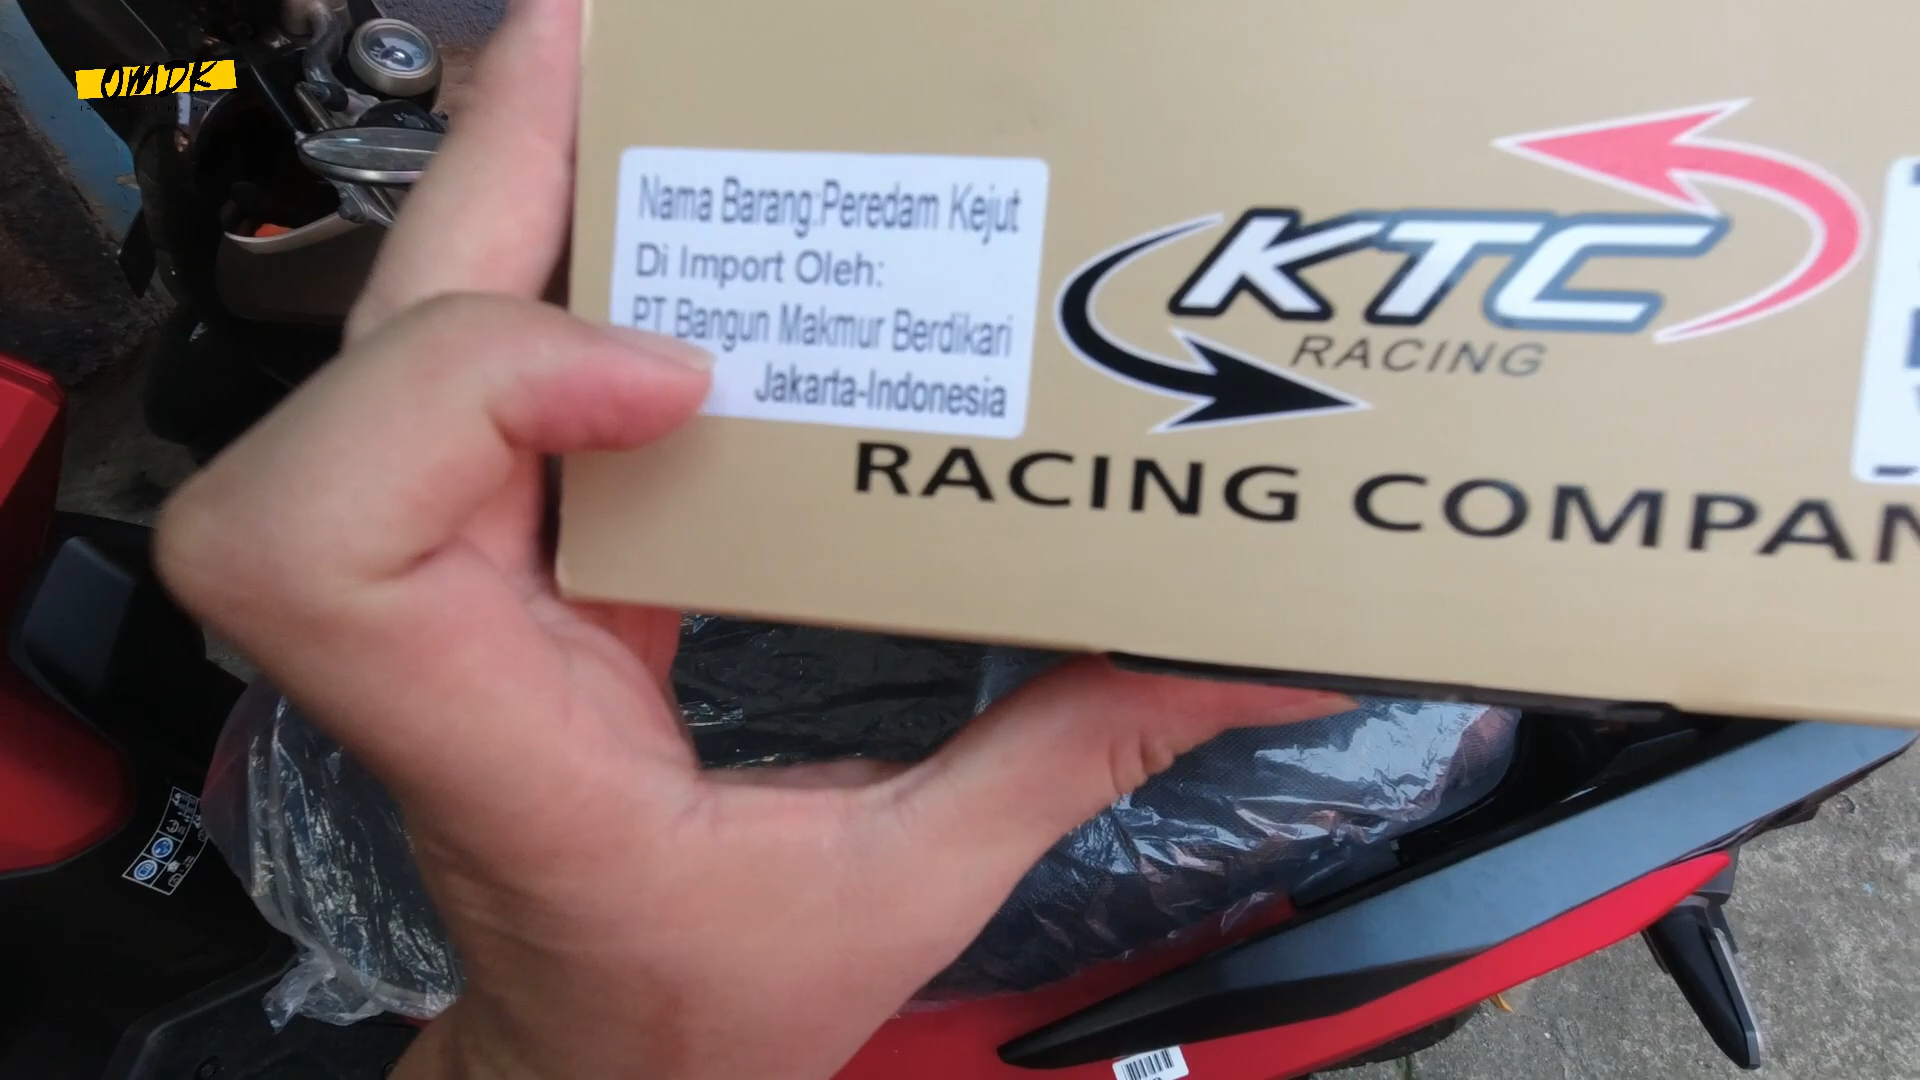 OMDK
Nama Barang:Peredam Kejut
Di Import Oleh:
PT Bangun Makmur Berdikari
Jakarta-Indonesia
KTC
RACING
RACING COMPAN